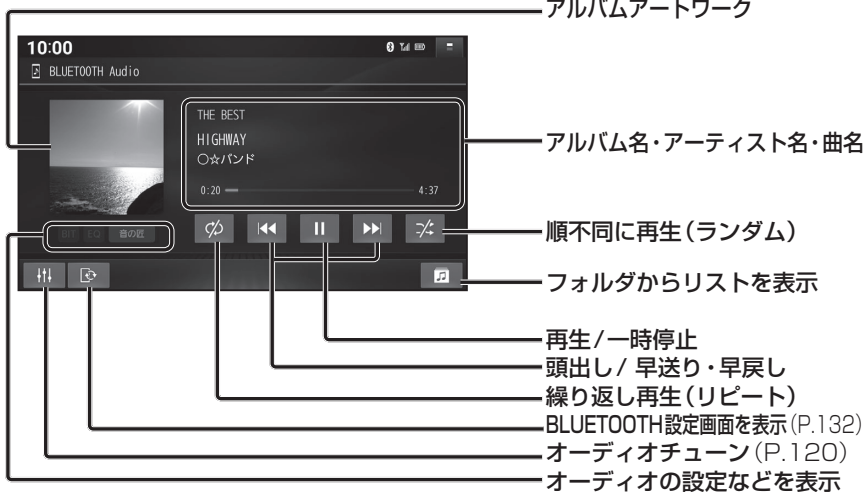 アルバムアートワーク
10:00
BLUETOOTH Audio
THE BEST
HIGHWAY
○☆バンド
0:20
4:37
アルバム名・アーティスト名・曲名
EQ 音の匠
順不同に再生(ランダム)
フォルダからリストを表示
再生/一時停止
頭出し/ 早送り・早戻し
繰り返し再生(リピート)
BLUETOOTH設定画面を表示(P.132)
オーディオチューン(P.120)
オーディオの設定などを表示